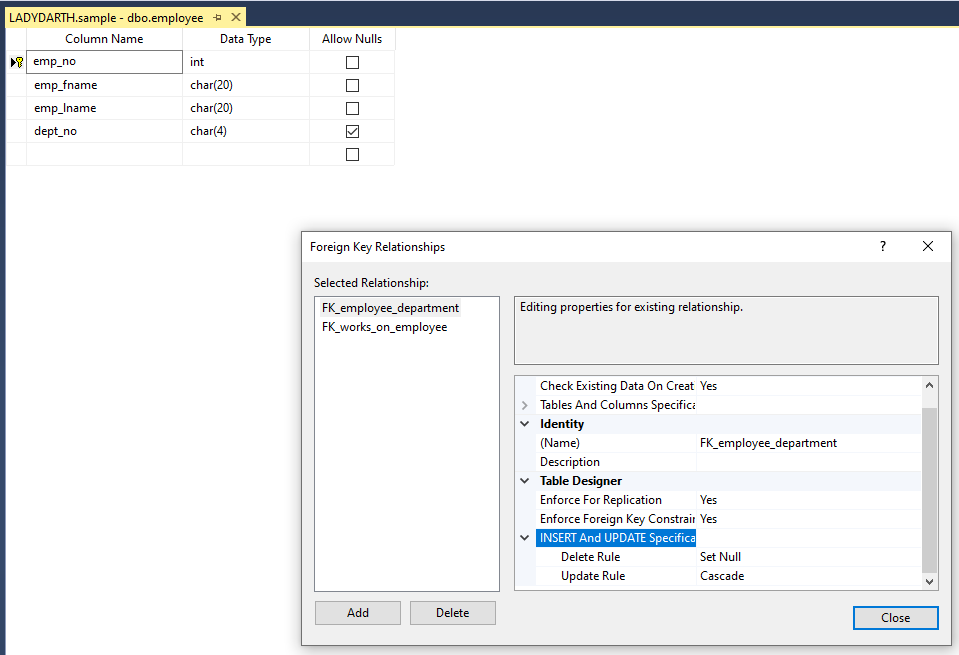 LADYDARTH.sample - dbo.employee
Column Name Data Type Allow Nulls
emp_no int
emp_fname char(20)
emp_lname char(20)
dept_no char(4)
Foreign Key Relationships ?
Selected Relationship:
FK_employee_department
FK_works_on_employee
Editing properties for existing relationship.
Check Existing Data On Creat Yes
Tables And Columns Specifica
Identity
(Name) FK_employee_department
Description
Table Designer
Enforce For Replication Yes
Enforce Foreign Key Constrair Yes
INSERT And UPDATE Specifica
Delete Rule Set Null
Update Rule Cascade
Add Delete
Close